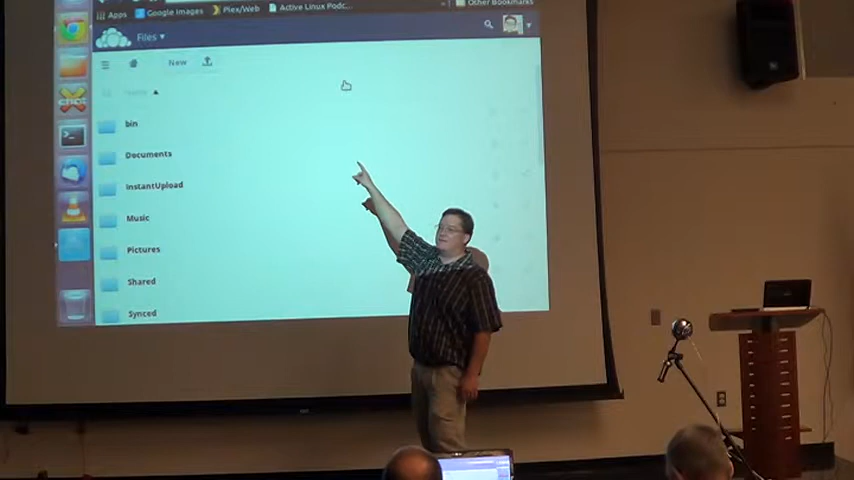 Apps Google Images Plex/Web Active Linux Podc... Other Bookmarks
Files
New
Name
bin
Documents
InstantUpload
Music
Pictures
Shared
Synced